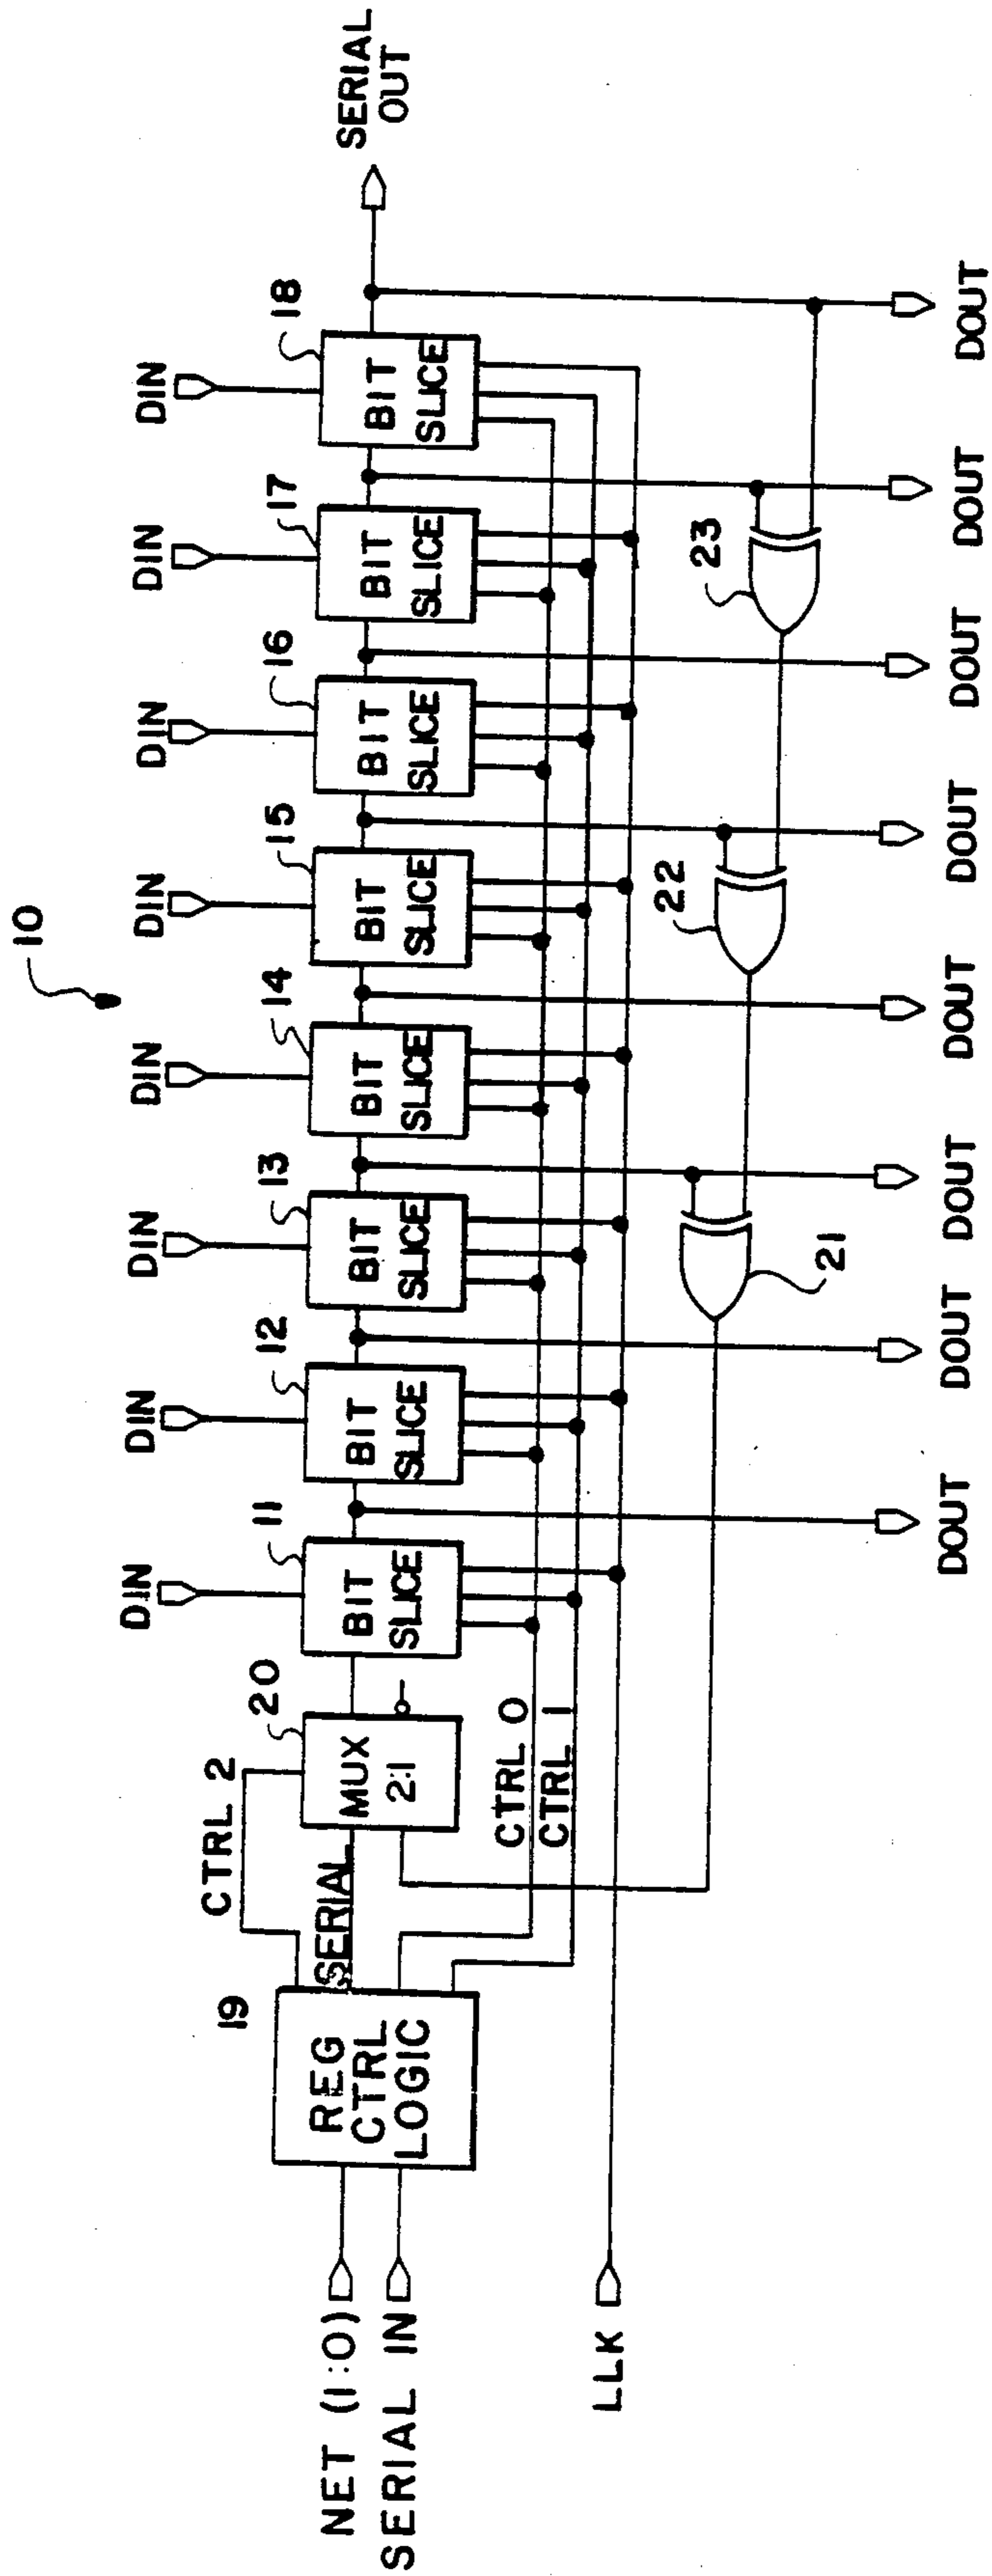 10
DIN
DIN
DIN
DIN
DIN
DIN
DIN
DIN
11
12
13
14
15
16
17
18
19
20
CTRL 2
SERIAL
REG
CTRL
LOGIC
MUX
2:1
BIT
SLICE
BIT
SLICE
BIT
SLICE
BIT
SLICE
BIT
SLICE
BIT
SLICE
BIT
SLICE
BIT
SLICE
SERIAL
OUT
NET (1:0)
SERIAL IN
CTRL 0
CTRL 1
LLK
21
22
23
DOUT
DOUT
DOUT
DOUT
DOUT
DOUT
DOUT
DOUT